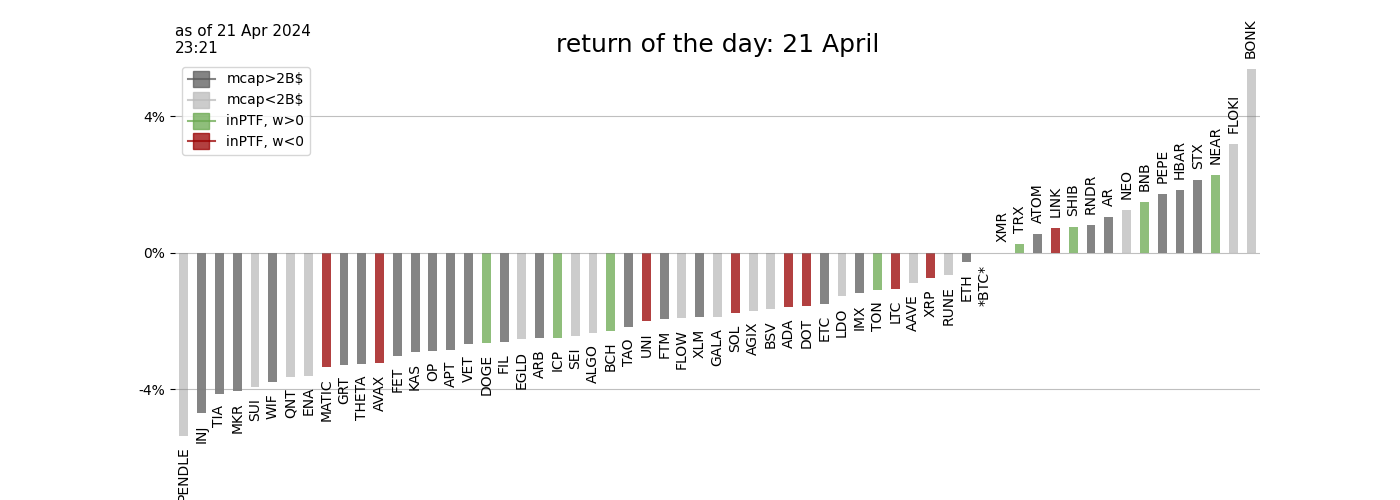 as of 21 Apr 2024
23:21
return of the day: 21 April
mcap>2B$
mcap<2B$
inPTF, w>0
inPTF, w<0
4%
0%
-4%
PENDLE
INJ
TIA
MKR
SUI
WIF
QNT
ENA
MATIC
GRT
THETA
AVAX
FET
KAS
OP
APT
VET
DOGE
FIL
EGLD
ARB
ICP
SEI
ALGO
BCH
TAO
UNI
FTM
FLOW
XLM
GALA
SOL
AGIX
BSV
ADA
DOT
ETC
LDO
IMX
TON
LTC
AAVE
XRP
RUNE
ETH
*BTC*
XMR
TRX
ATOM
LINK
SHIB
RNDR
AR
NEO
BNB
PEPE
HBAR
STX
NEAR
FLOKI
BONK